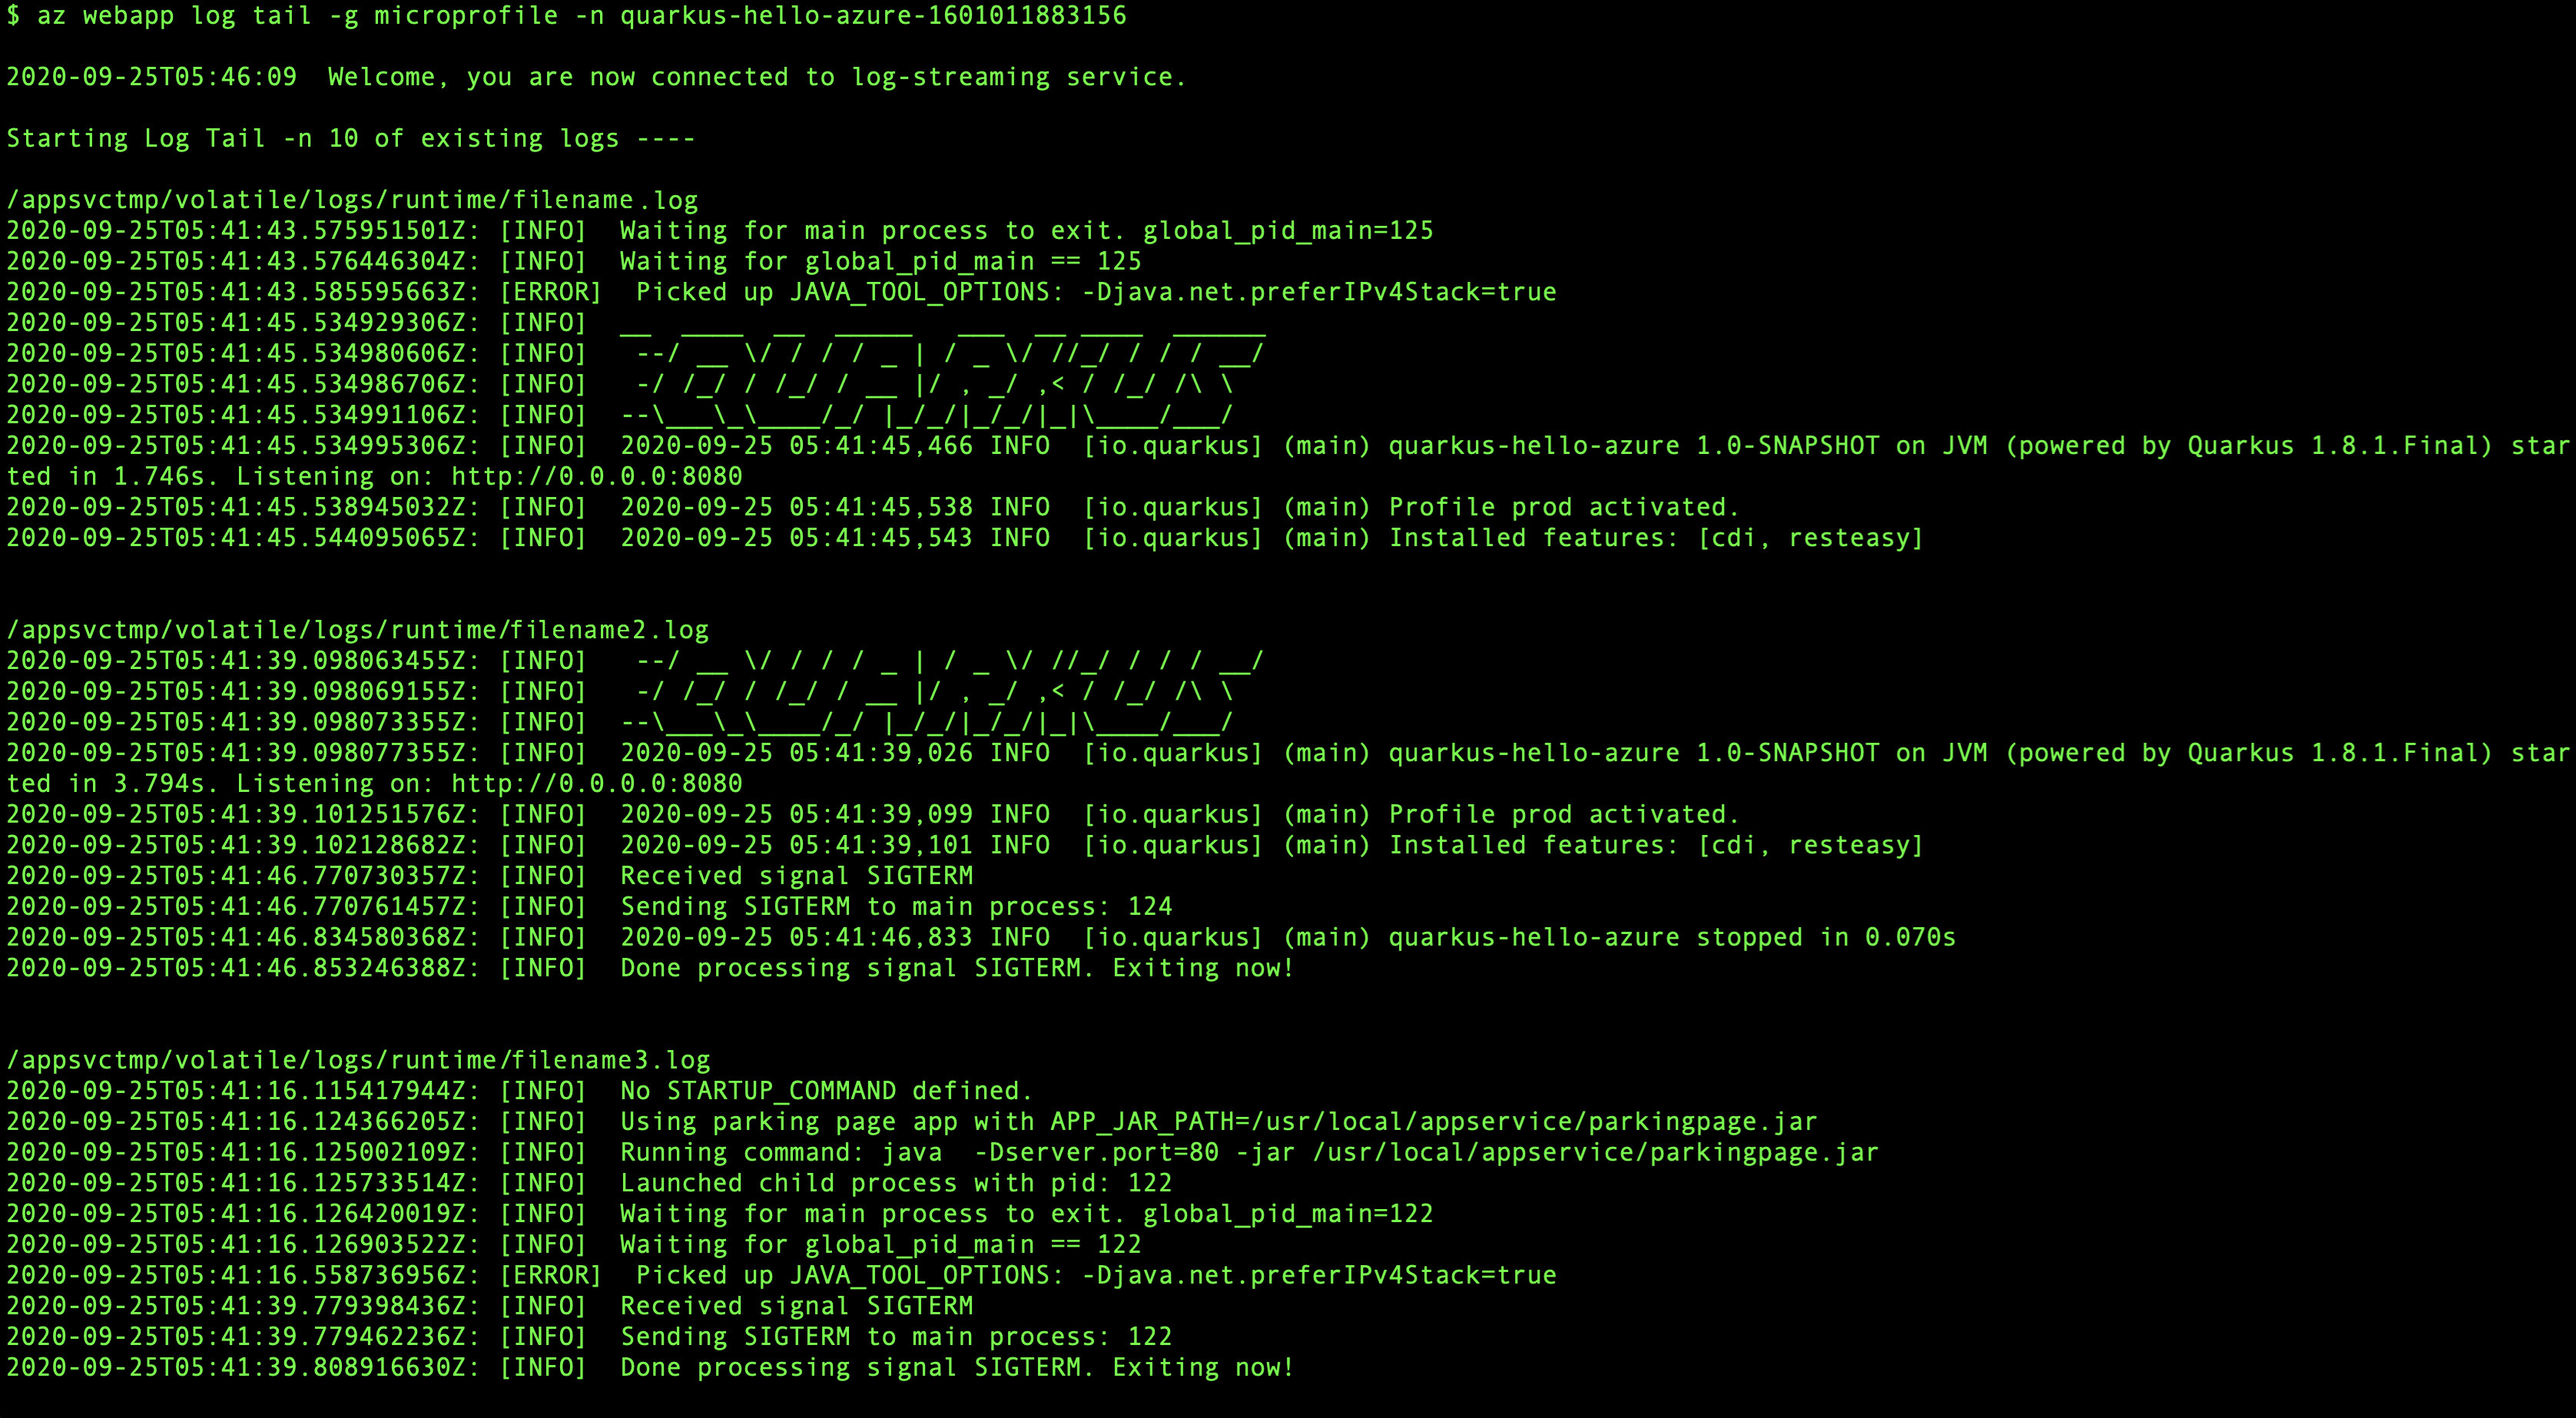 $ az webapp log tail -g microprofile -n quarkus-hello-azure-1601011883156
2020-09-25T05:46:09  Welcome, you are now connected to log-streaming service.
Starting Log Tail -n 10 of existing logs ----
/appsvctmp/volatile/logs/runtime/filename.log
2020-09-25T05:41:43.575951501Z: [INFO]  Waiting for main process to exit. global_pid_main=125
2020-09-25T05:41:43.576446304Z: [INFO]  Waiting for global_pid_main == 125
2020-09-25T05:41:43.585595663Z: [ERROR]  Picked up JAVA_TOOL_OPTIONS: -Djava.net.preferIPv4Stack=true
2020-09-25T05:41:45.534929306Z: [INFO]  __  ____  __  _____   ___  __ ____  ______
2020-09-25T05:41:45.534980606Z: [INFO]   --/ __ \/ / / / _ | / _ \/ //_/ / / / __/
2020-09-25T05:41:45.534986706Z: [INFO]   -/ /_/ / /_/ / __ |/ , _/ ,< / /_/ /\ \
2020-09-25T05:41:45.534991106Z: [INFO]  --\___\_\____/_/ |_/_/|_/_/|_|\____/___/
2020-09-25T05:41:45.534995306Z: [INFO]  2020-09-25 05:41:45,466 INFO  [io.quarkus] (main) quarkus-hello-azure 1.0-SNAPSHOT on JVM (powered by Quarkus 1.8.1.Final) star
ted in 1.746s. Listening on: http://0.0.0.0:8080
2020-09-25T05:41:45.538945032Z: [INFO]  2020-09-25 05:41:45,538 INFO  [io.quarkus] (main) Profile prod activated.
2020-09-25T05:41:45.544095065Z: [INFO]  2020-09-25 05:41:45,543 INFO  [io.quarkus] (main) Installed features: [cdi, resteasy]
/appsvctmp/volatile/logs/runtime/filename2.log
2020-09-25T05:41:39.098063455Z: [INFO]   --/ __ \/ / / / _ | / _ \/ //_/ / / / __/
2020-09-25T05:41:39.098069155Z: [INFO]   -/ /_/ / /_/ / __ |/ , _/ ,< / /_/ /\ \
2020-09-25T05:41:39.098073355Z: [INFO]  --\___\_\____/_/ |_/_/|_/_/|_|\____/___/
2020-09-25T05:41:39.098077355Z: [INFO]  2020-09-25 05:41:39,026 INFO  [io.quarkus] (main) quarkus-hello-azure 1.0-SNAPSHOT on JVM (powered by Quarkus 1.8.1.Final) star
ted in 3.794s. Listening on: http://0.0.0.0:8080
2020-09-25T05:41:39.101251576Z: [INFO]  2020-09-25 05:41:39,099 INFO  [io.quarkus] (main) Profile prod activated.
2020-09-25T05:41:39.102128682Z: [INFO]  2020-09-25 05:41:39,101 INFO  [io.quarkus] (main) Installed features: [cdi, resteasy]
2020-09-25T05:41:46.770730357Z: [INFO]  Received signal SIGTERM
2020-09-25T05:41:46.770761457Z: [INFO]  Sending SIGTERM to main process: 124
2020-09-25T05:41:46.834580368Z: [INFO]  2020-09-25 05:41:46,833 INFO  [io.quarkus] (main) quarkus-hello-azure stopped in 0.070s
2020-09-25T05:41:46.853246388Z: [INFO]  Done processing signal SIGTERM. Exiting now!
/appsvctmp/volatile/logs/runtime/filename3.log
2020-09-25T05:41:16.115417944Z: [INFO]  No STARTUP_COMMAND defined.
2020-09-25T05:41:16.124366205Z: [INFO]  Using parking page app with APP_JAR_PATH=/usr/local/appservice/parkingpage.jar
2020-09-25T05:41:16.125002109Z: [INFO]  Running command: java  -Dserver.port=80 -jar /usr/local/appservice/parkingpage.jar
2020-09-25T05:41:16.125733514Z: [INFO]  Launched child process with pid: 122
2020-09-25T05:41:16.126420019Z: [INFO]  Waiting for main process to exit. global_pid_main=122
2020-09-25T05:41:16.126903522Z: [INFO]  Waiting for global_pid_main == 122
2020-09-25T05:41:16.558736956Z: [ERROR]  Picked up JAVA_TOOL_OPTIONS: -Djava.net.preferIPv4Stack=true
2020-09-25T05:41:39.779398436Z: [INFO]  Received signal SIGTERM
2020-09-25T05:41:39.779462236Z: [INFO]  Sending SIGTERM to main process: 122
2020-09-25T05:41:39.808916630Z: [INFO]  Done processing signal SIGTERM. Exiting now!